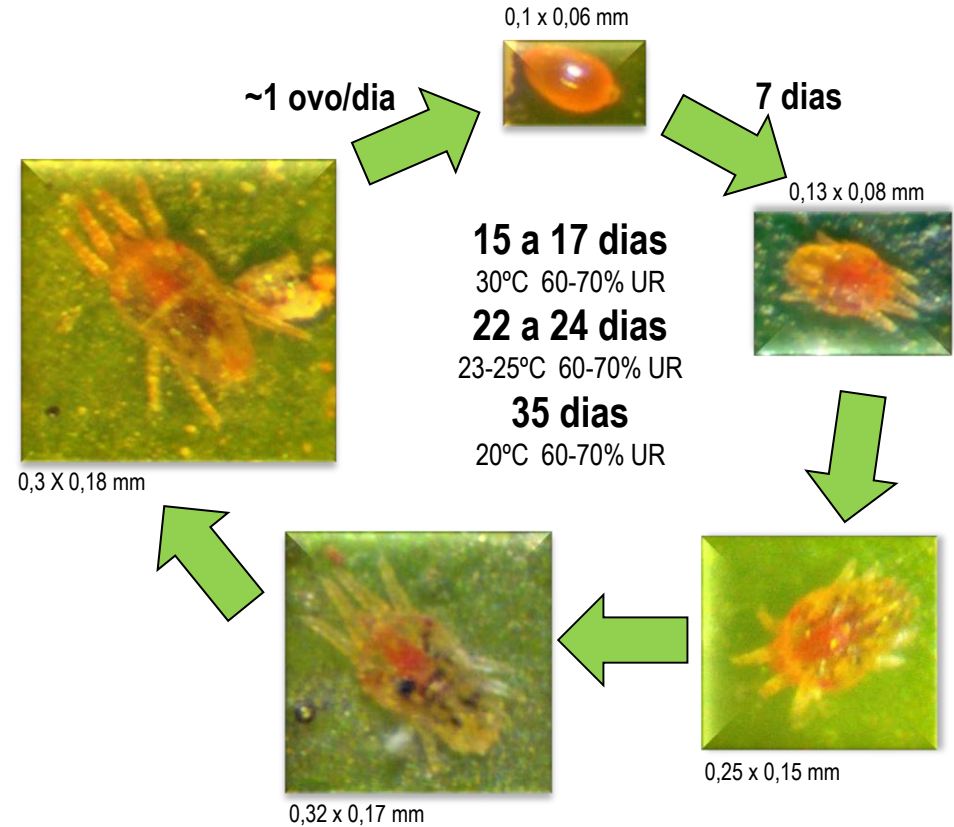 0,1 x 0,06 mm
~1 ovo/dia
7 dias
0,13 x 0,08 mm
15 a 17 dias
30ºC 60-70% UR
22 a 24 dias
23-25ºC 60-70% UR
35 dias
20ºC 60-70% UR
0,3 X 0,18 mm
0,25 x 0,15 mm
0,32 x 0,17 mm